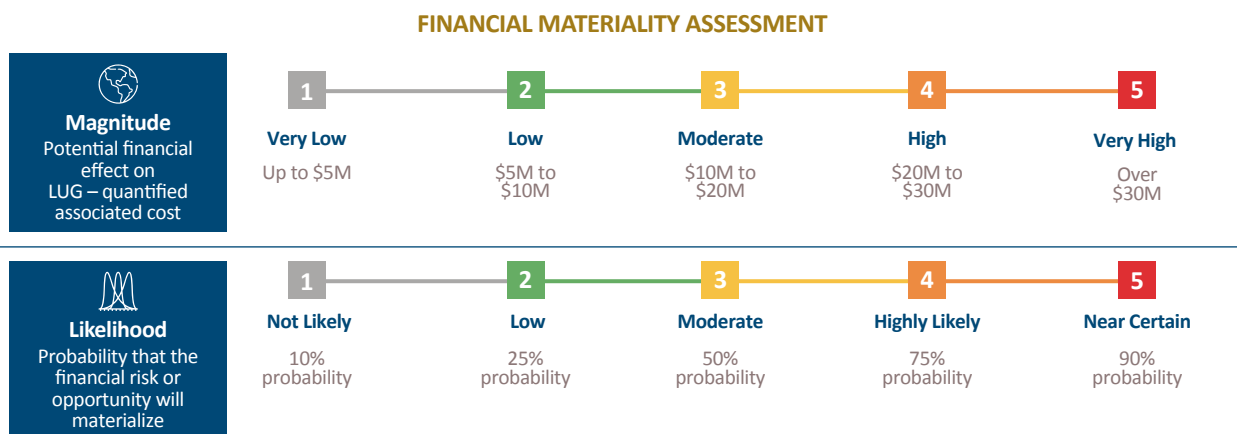 FINANCIAL MATERIALITY ASSESSMENT
Magnitude
Potential financial
effect on
LUG – quantified
associated cost
1
2
3
4
5
Very Low
Low
Moderate
High
Very High
Up to $5M
$5M to
$10M
$10M to
$20M
$20M to
$30M
Over
$30M
Likelihood
Probability that the
financial risk or
opportunity will
materialize
1
2
3
4
5
Not Likely
Low
Moderate
Highly Likely
Near Certain
10%
probability
25%
probability
50%
probability
75%
probability
90%
probability